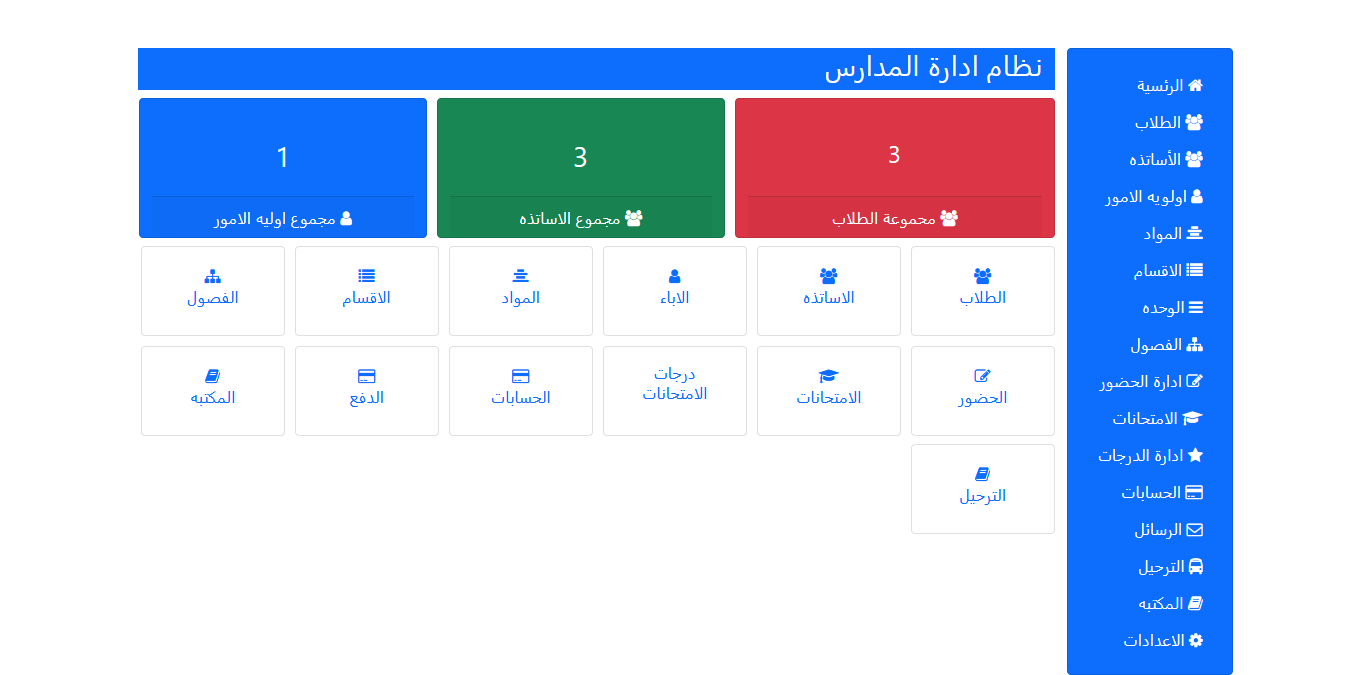 نظام ادارة المدارس
الرئسية
الطلاب
الأساتذه
اولويه الامور
المواد
الاقسام
الوحده
الفصول
ادارة الحضور
الامتحانات
ادارة الدرجات
الحسابات
الرسائل
الترحيل
المكتبه
الاعدادات
3
محموعة الطلاب
3
مجموع الاساتذه
1
مجموع اوليه الامور
الطلاب
الاساتذه
الاباء
المواد
الاقسام
الفصول
الحضور
الامتحانات
درجات
الامتحانات
الحسابات
الدفع
المكتبه
الترحيل